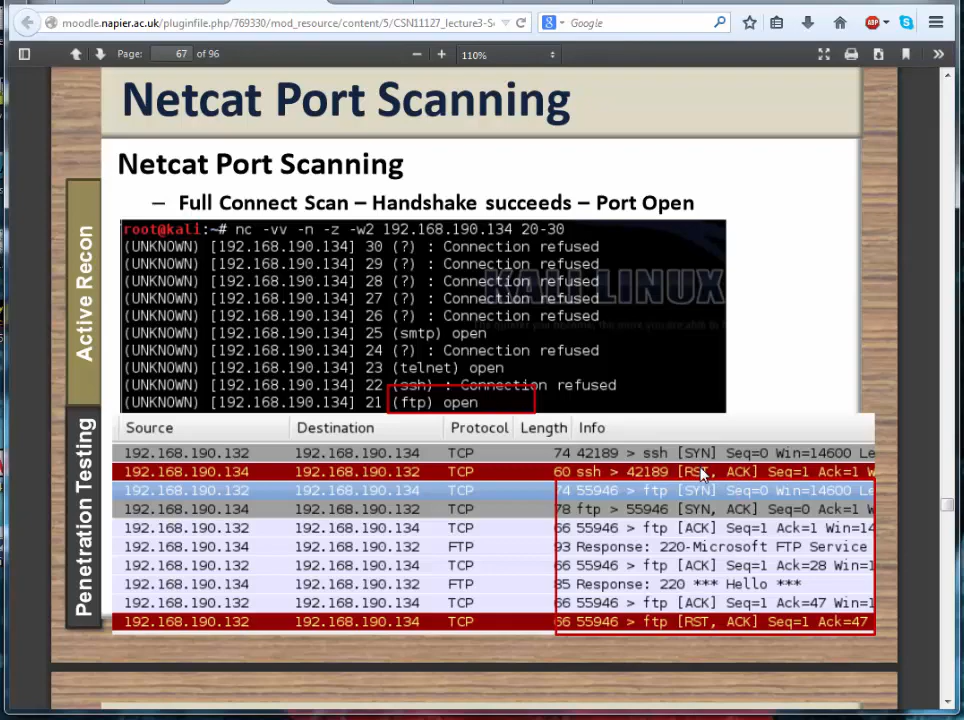 moodle.napier.ac.uk/pluginfile.php/769330/mod_resource/content/5/CSN11127_lecture3-S
Google
ABP
Page: 67 of 96
110%
Netcat Port Scanning
Netcat Port Scanning
– Full Connect Scan – Handshake succeeds – Port Open
root@kali:~# nc -vv -n -z -w2 192.168.190.134 20-30
(UNKNOWN) [192.168.190.134] 30 (?) : Connection refused
(UNKNOWN) [192.168.190.134] 29 (?) : Connection refused
(UNKNOWN) [192.168.190.134] 28 (?) : Connection refused
(UNKNOWN) [192.168.190.134] 27 (?) : Connection refused
(UNKNOWN) [192.168.190.134] 26 (?) : Connection refused
(UNKNOWN) [192.168.190.134] 25 (smtp) open
(UNKNOWN) [192.168.190.134] 24 (?) : Connection refused
(UNKNOWN) [192.168.190.134] 23 (telnet) open
(UNKNOWN) [192.168.190.134] 22 (ssh) : Connection refused
(UNKNOWN) [192.168.190.134] 21 (ftp) open
KALI LINUX
Active Recon
Penetration Testing
Source Destination Protocol Length Info
192.168.190.132 192.168.190.134 TCP 74 42189 > ssh [SYN] Seq=0 Win=14600 Le
192.168.190.134 192.168.190.132 TCP 60 ssh > 42189 [RST, ACK] Seq=1 Ack=1 W
192.168.190.132 192.168.190.134 TCP 74 55946 > ftp [SYN] Seq=0 Win=14600 Le
192.168.190.134 192.168.190.132 TCP 78 ftp > 55946 [SYN, ACK] Seq=0 Ack=1 W
192.168.190.132 192.168.190.134 TCP 66 55946 > ftp [ACK] Seq=1 Ack=1 Win=14
192.168.190.134 192.168.190.132 FTP 93 Response: 220-Microsoft FTP Service
192.168.190.132 192.168.190.134 TCP 66 55946 > ftp [ACK] Seq=1 Ack=28 Win=1
192.168.190.134 192.168.190.132 FTP 85 Response: 220 *** Hello ***
192.168.190.132 192.168.190.134 TCP 66 55946 > ftp [ACK] Seq=1 Ack=47 Win=1
192.168.190.132 192.168.190.134 TCP 66 55946 > ftp [RST, ACK] Seq=1 Ack=47